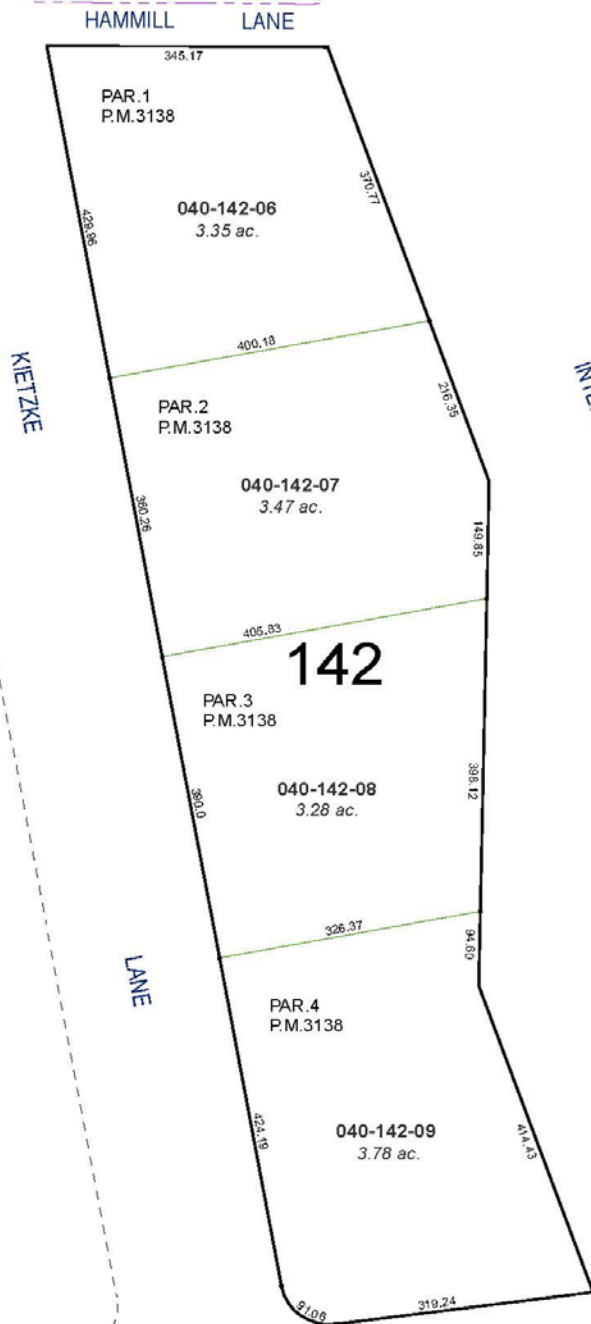 HAMMILL LANE
345.17
PAR.1
P.M.3138
370.77
040-142-06
3.35 ac.
429.96
400.18
KIETZKE
PAR.2
P.M.3138
216.35
040-142-07
3.47 ac.
360.26
149.85
405.83
142
PAR.3
P.M.3138
040-142-08
3.28 ac.
398.12
390.0
326.37
94.60
LANE
PAR.4
P.M.3138
424.19
040-142-09
3.78 ac.
414.43
91.06
319.24